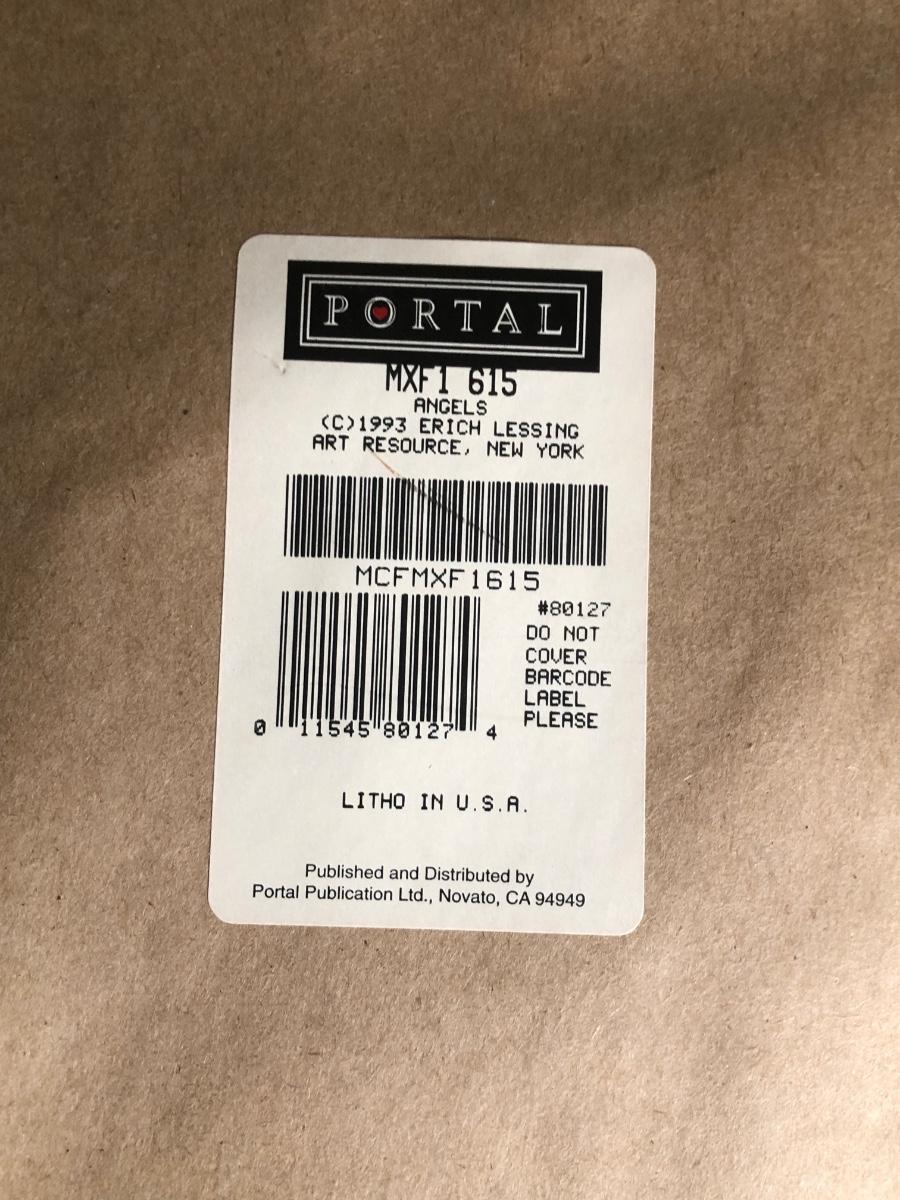 PORTAL
MXF1 615
ANGELS
(C)1993 ERICH LESSING
ART RESOURCE, NEW YORK
MCFMXF1615
#80127
DO NOT
COVER
BARCODE
LABEL
PLEASE
0 11545 80127 4
LITHO IN U.S.A.
Published and Distributed by
Portal Publication Ltd., Novato, CA 94949